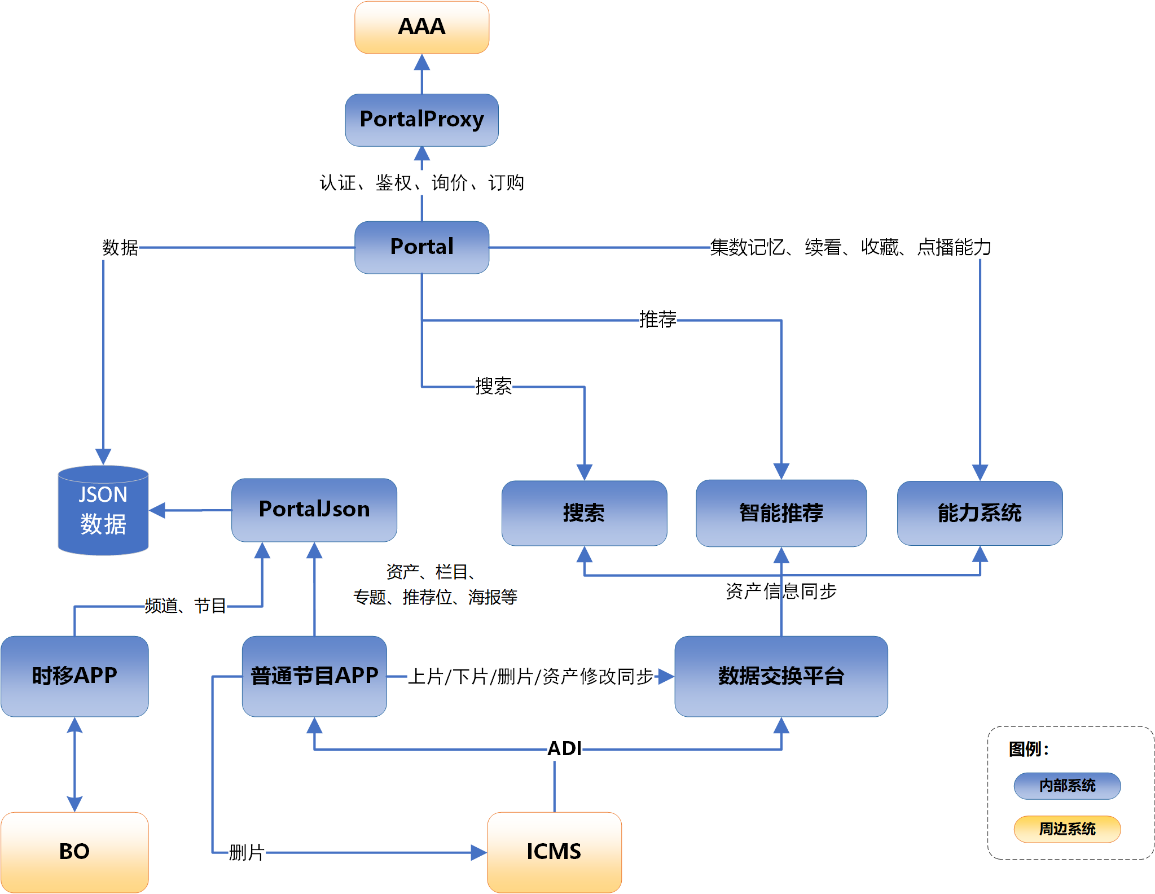 AAA
PortalProxy
认证、鉴权、询价、订购
数据
Portal
集数记忆、续看、收藏、点播能力
推荐
搜索
JSON
数据
PortalJson
搜索
智能推荐
能力系统
资产、栏目、
专题、推荐位、海报等
资产信息同步
频道、节目
时移APP
普通节目APP
上片/下片/删片/资产修改同步
数据交换平台
ADI
图例：
内部系统
周边系统
BO
删片
ICMS